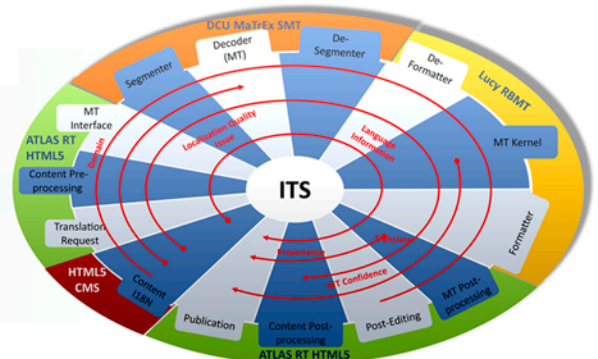 DCU MaTrEx SMT
Decoder
(MT)
De-
Segmenter
Segmenter
De-
Formatter
Lucy RBMT
MT
Interface
Localization Quality
Issue
Language
Information
MT Kernel
ATLAS RT
HTML5
Domain
Content Pre-
processing
ITS
Translation
Request
Formatter
Provenence
Translate
HTML5
CMS
Content
I18N
MT Confidence
MT Post-
processing
Publication
Content Post-
processing
Post-Editing
ATLAS RT HTML5